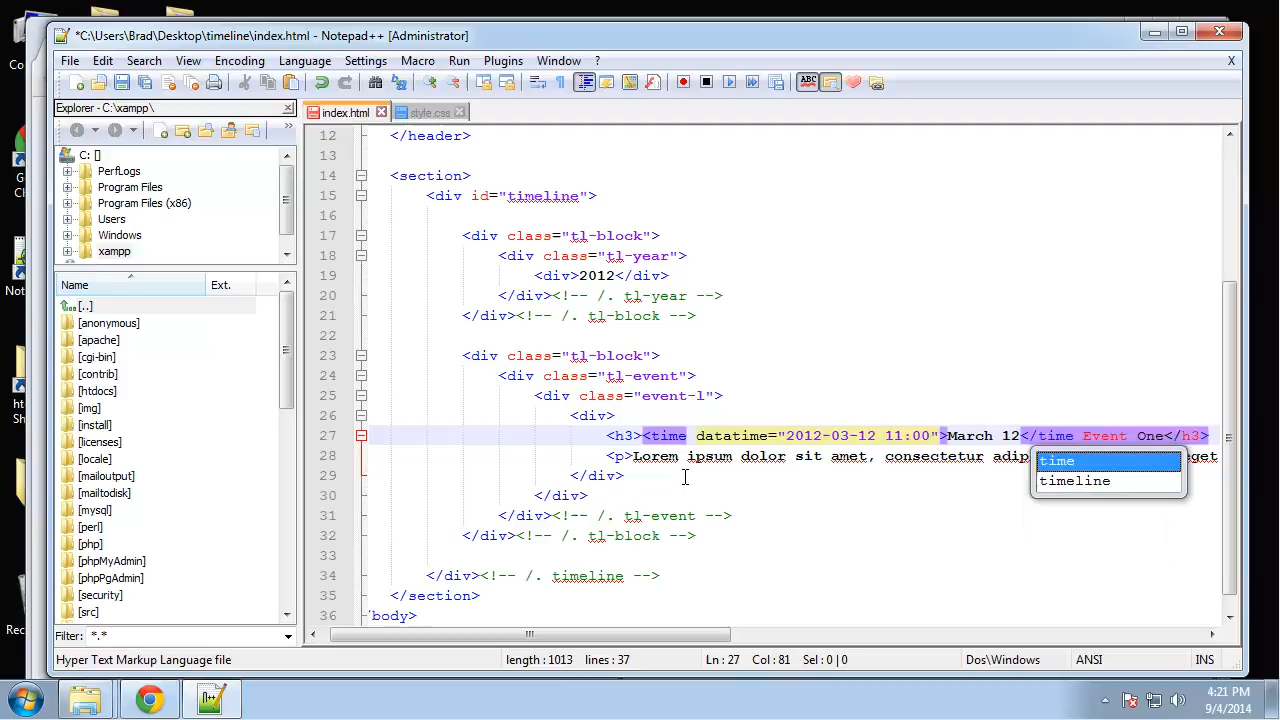 *C:\Users\Brad\Desktop\timeline\index.html - Notepad++ [Administrator]
X
File Edit Search View Encoding Language Settings Macro Run Plugins Window ?
X
Explorer - C:\xampp\
index.html
style.css
C: []
PerfLogs
Program Files
Program Files (x86)
Users
Windows
xampp
Name Ext.
[..]
[anonymous]
[apache]
[cgi-bin]
[contrib]
[htdocs]
[img]
[install]
[licenses]
[locale]
[mailoutput]
[mailtodisk]
[mysql]
[perl]
[php]
[phpMyAdmin]
[phpPgAdmin]
[security]
[src]
Filter: *.*
12 </header>
13
14 <section>
15 <div id="timeline">
16
17 <div class="tl-block">
18 <div class="tl-year">
19 <div>2012</div>
20 </div><!-- /. tl-year -->
21 </div><!-- /. tl-block -->
22
23 <div class="tl-block">
24 <div class="tl-event">
25 <div class="event-l">
26 <div>
27 <h3><time datatime="2012-03-12 11:00">March 12</time Event One</h3>
28 <p>Lorem ipsum dolor sit amet, consectetur adip eget
29 </div>
30 </div>
31 </div><!-- /. tl-event -->
32 </div><!-- /. tl-block -->
33
34 </div><!-- /. timeline -->
35 </section>
36 body>
time
timeline
Hyper Text Markup Language file length : 1013 lines : 37 Ln : 27 Col : 81 Sel : 0 | 0 Dos\Windows ANSI INS
4:21 PM
9/4/2014